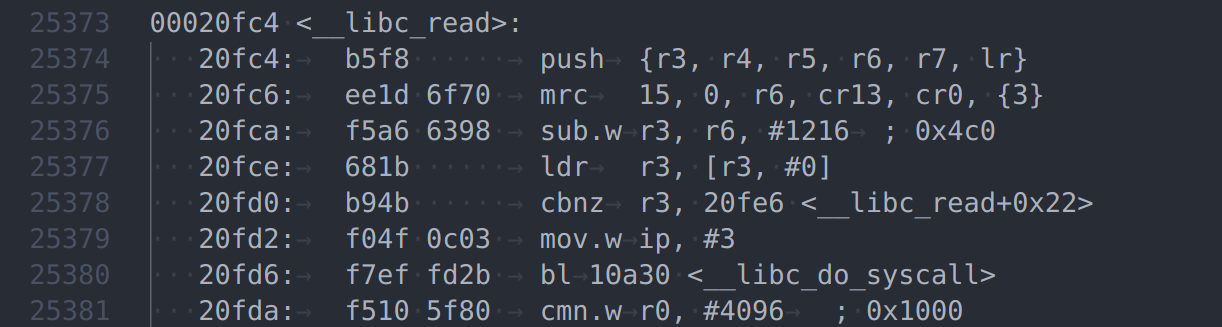 25373 00020fc4 <__libc_read>:
25374 20fc4: b5f8 push {r3, r4, r5, r6, r7, lr}
25375 20fc6: ee1d 6f70 mrc 15, 0, r6, cr13, cr0, {3}
25376 20fca: f5a6 6398 sub.w r3, r6, #1216 ; 0x4c0
25377 20fce: 681b ldr r3, [r3, #0]
25378 20fd0: b94b cbnz r3, 20fe6 <__libc_read+0x22>
25379 20fd2: f04f 0c03 mov.w ip, #3
25380 20fd6: f7ef fd2b bl 10a30 <__libc_do_syscall>
25381 20fda: f510 5f80 cmn.w r0, #4096 ; 0x1000